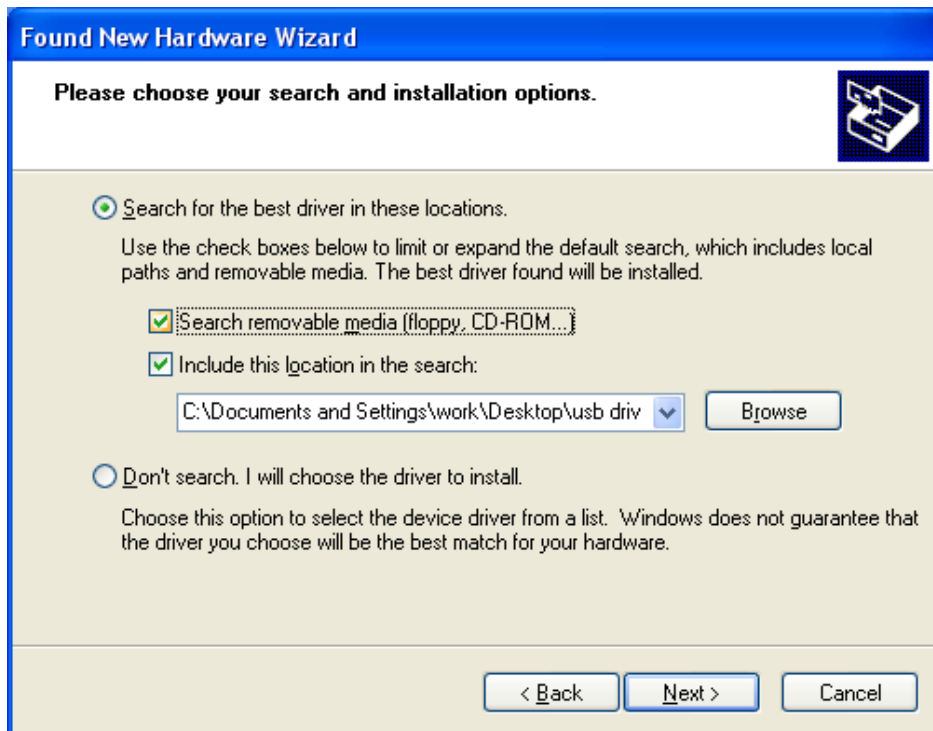 Found New Hardware Wizard
Please choose your search and installation options.
Search for the best driver in these locations.
Use the check boxes below to limit or expand the default search, which includes local
paths and removable media. The best driver found will be installed.
Search removable media (floppy, CD-ROM...)
Include this location in the search:
C:\Documents and Settings\work\Desktop\usb driv
Browse
Don't search. I will choose the driver to install.
Choose this option to select the device driver from a list. Windows does not guarantee that
the driver you choose will be the best match for your hardware.
< Back Next > Cancel